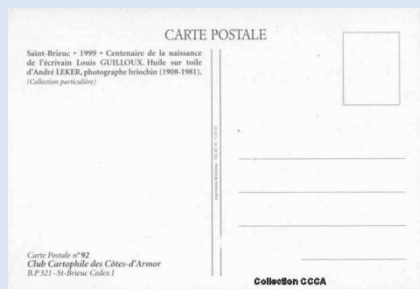 CARTE POSTALE
Saint-Brieuc • 1999 • Centenaire de la naissance
de l'écrivain Louis GUILLOUX. Huile sur toile
d'André LEKER, photographe briochin (1908-1981).
(Collection particulière)
Carte Postale n°92
Club Cartophile des Côtes-d'Armor
B.P 321 - St-Brieuc Cedex 1
Collection CCCA